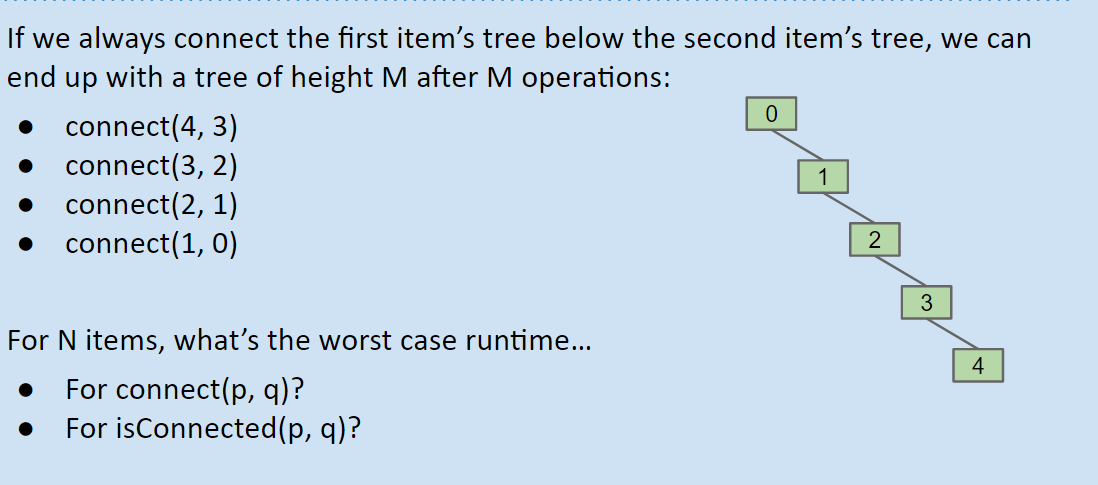 If we always connect the first item’s tree below the second item’s tree, we can
end up with a tree of height M after M operations:
● connect(4, 3)
● connect(3, 2)
● connect(2, 1)
● connect(1, 0)
0
1
2
3
4
For N items, what’s the worst case runtime...
● For connect(p, q)?
● For isConnected(p, q)?